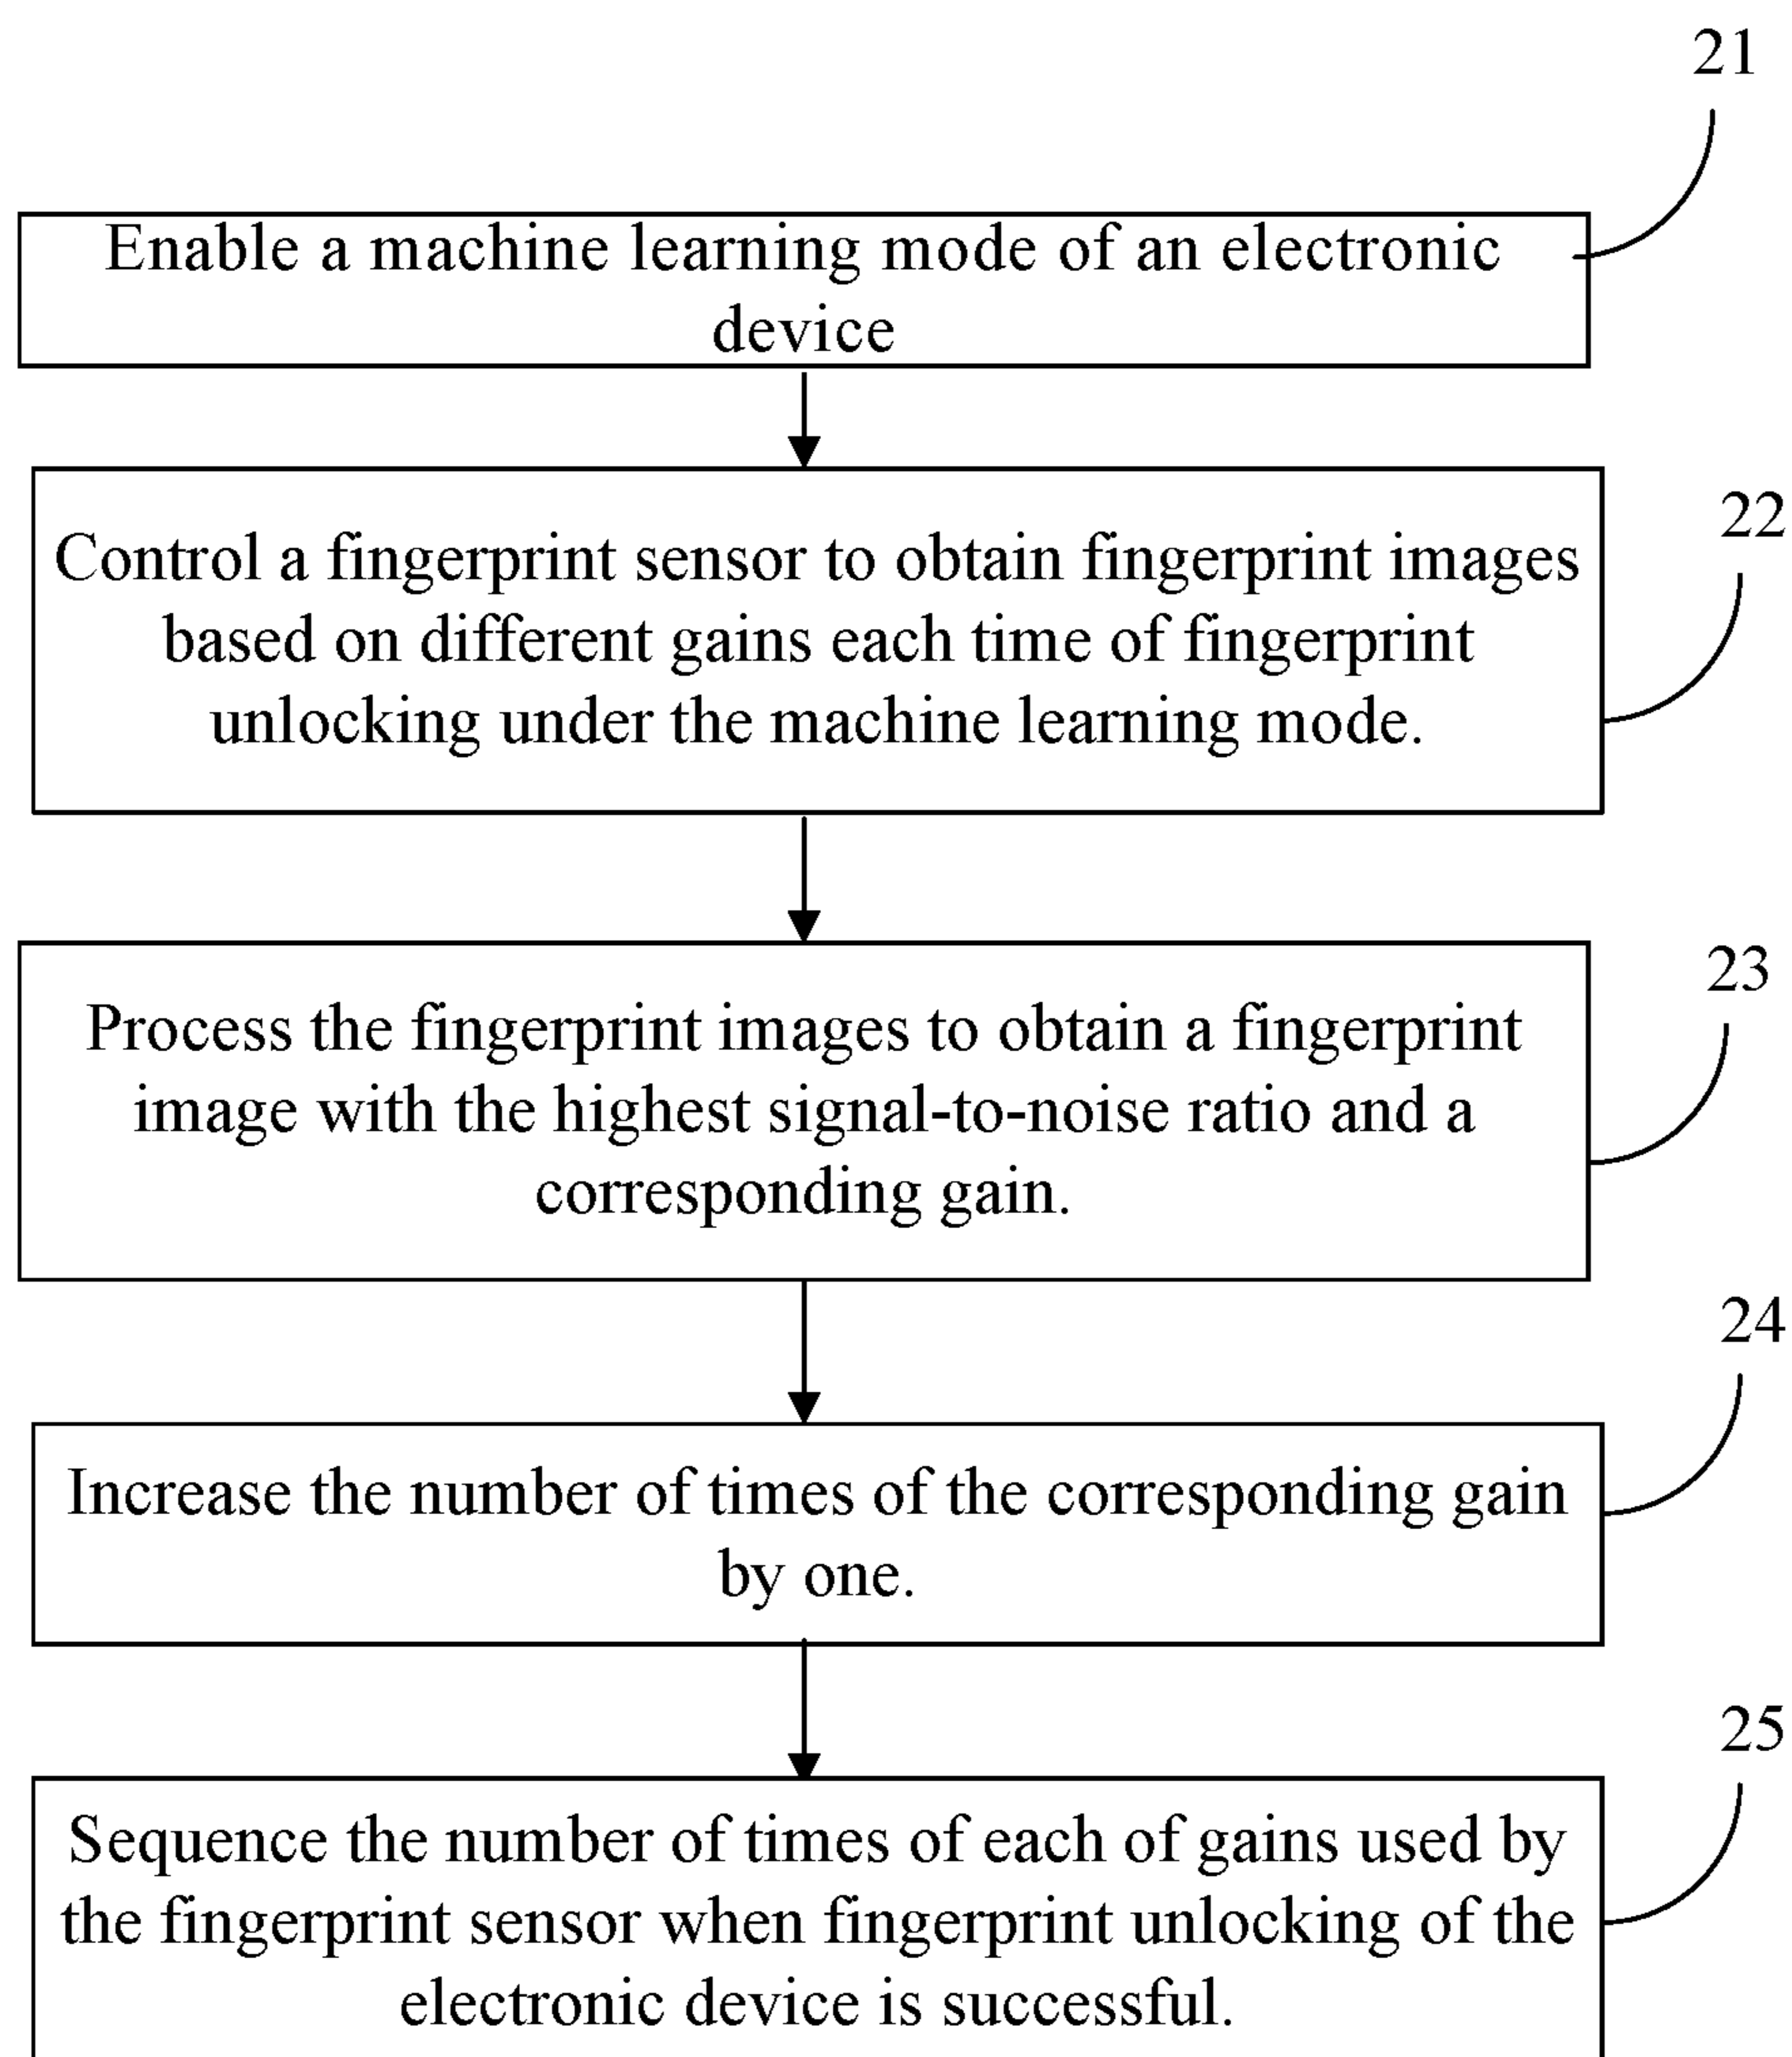 21
Enable a machine learning mode of an electronic
device
22
Control a fingerprint sensor to obtain fingerprint images
based on different gains each time of fingerprint
unlocking under the machine learning mode.
23
Process the fingerprint images to obtain a fingerprint
image with the highest signal-to-noise ratio and a
corresponding gain.
24
Increase the number of times of the corresponding gain
by one.
25
Sequence the number of times of each of gains used by
the fingerprint sensor when fingerprint unlocking of the
electronic device is successful.